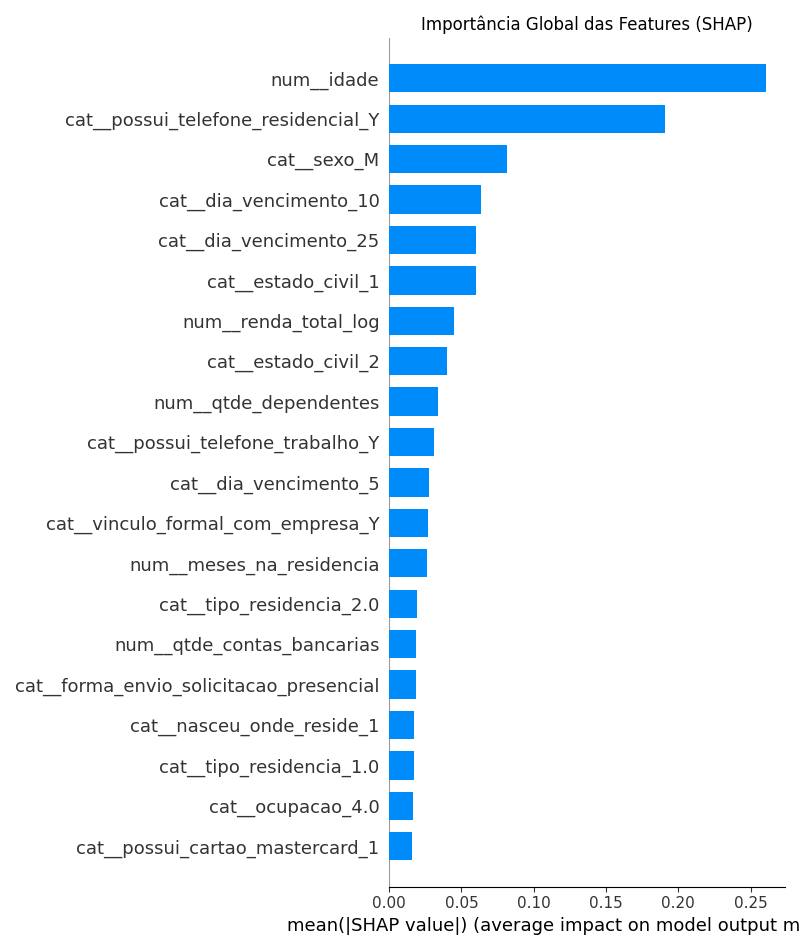 Importância Global das Features (SHAP)
num__idade
cat__possui_telefone_residencial_Y
cat__sexo_M
cat__dia_vencimento_10
cat__dia_vencimento_25
cat__estado_civil_1
num__renda_total_log
cat__estado_civil_2
num__qtde_dependentes
cat__possui_telefone_trabalho_Y
cat__dia_vencimento_5
cat__vinculo_formal_com_empresa_Y
num__meses_na_residencia
cat__tipo_residencia_2.0
num__qtde_contas_bancarias
cat__forma_envio_solicitacao_presencial
cat__nasceu_onde_reside_1
cat__tipo_residencia_1.0
cat__ocupacao_4.0
cat__possui_cartao_mastercard_1
0.00 0.05 0.10 0.15 0.20 0.25
mean(|SHAP value|) (average impact on model output m